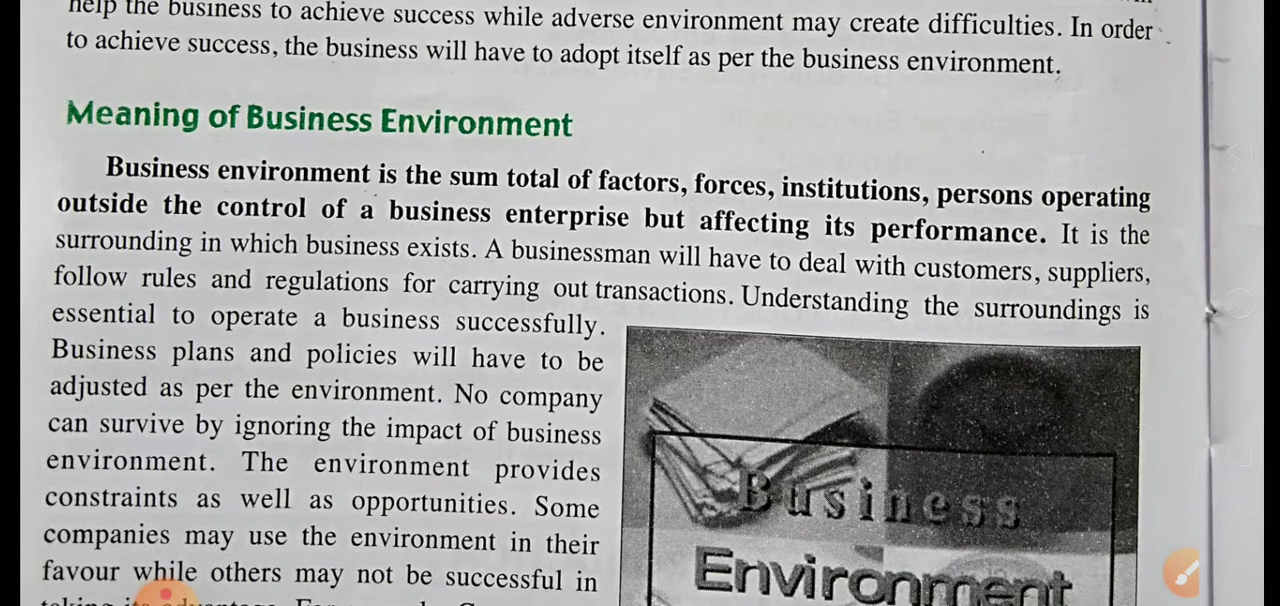 help the business to achieve success while adverse environment may create difficulties. In order
to achieve success, the business will have to adopt itself as per the business environment.
Meaning of Business Environment
Business environment is the sum total of factors, forces, institutions, persons operating
outside the control of a business enterprise but affecting its performance. It is the
surrounding in which business exists. A businessman will have to deal with customers, suppliers,
follow rules and regulations for carrying out transactions. Understanding the surroundings is
essential to operate a business successfully.
Business plans and policies will have to be
adjusted as per the environment. No company
can survive by ignoring the impact of business
environment. The environment provides
constraints as well as opportunities. Some
companies may use the environment in their
favour while others may not be successful in
Business
Environment